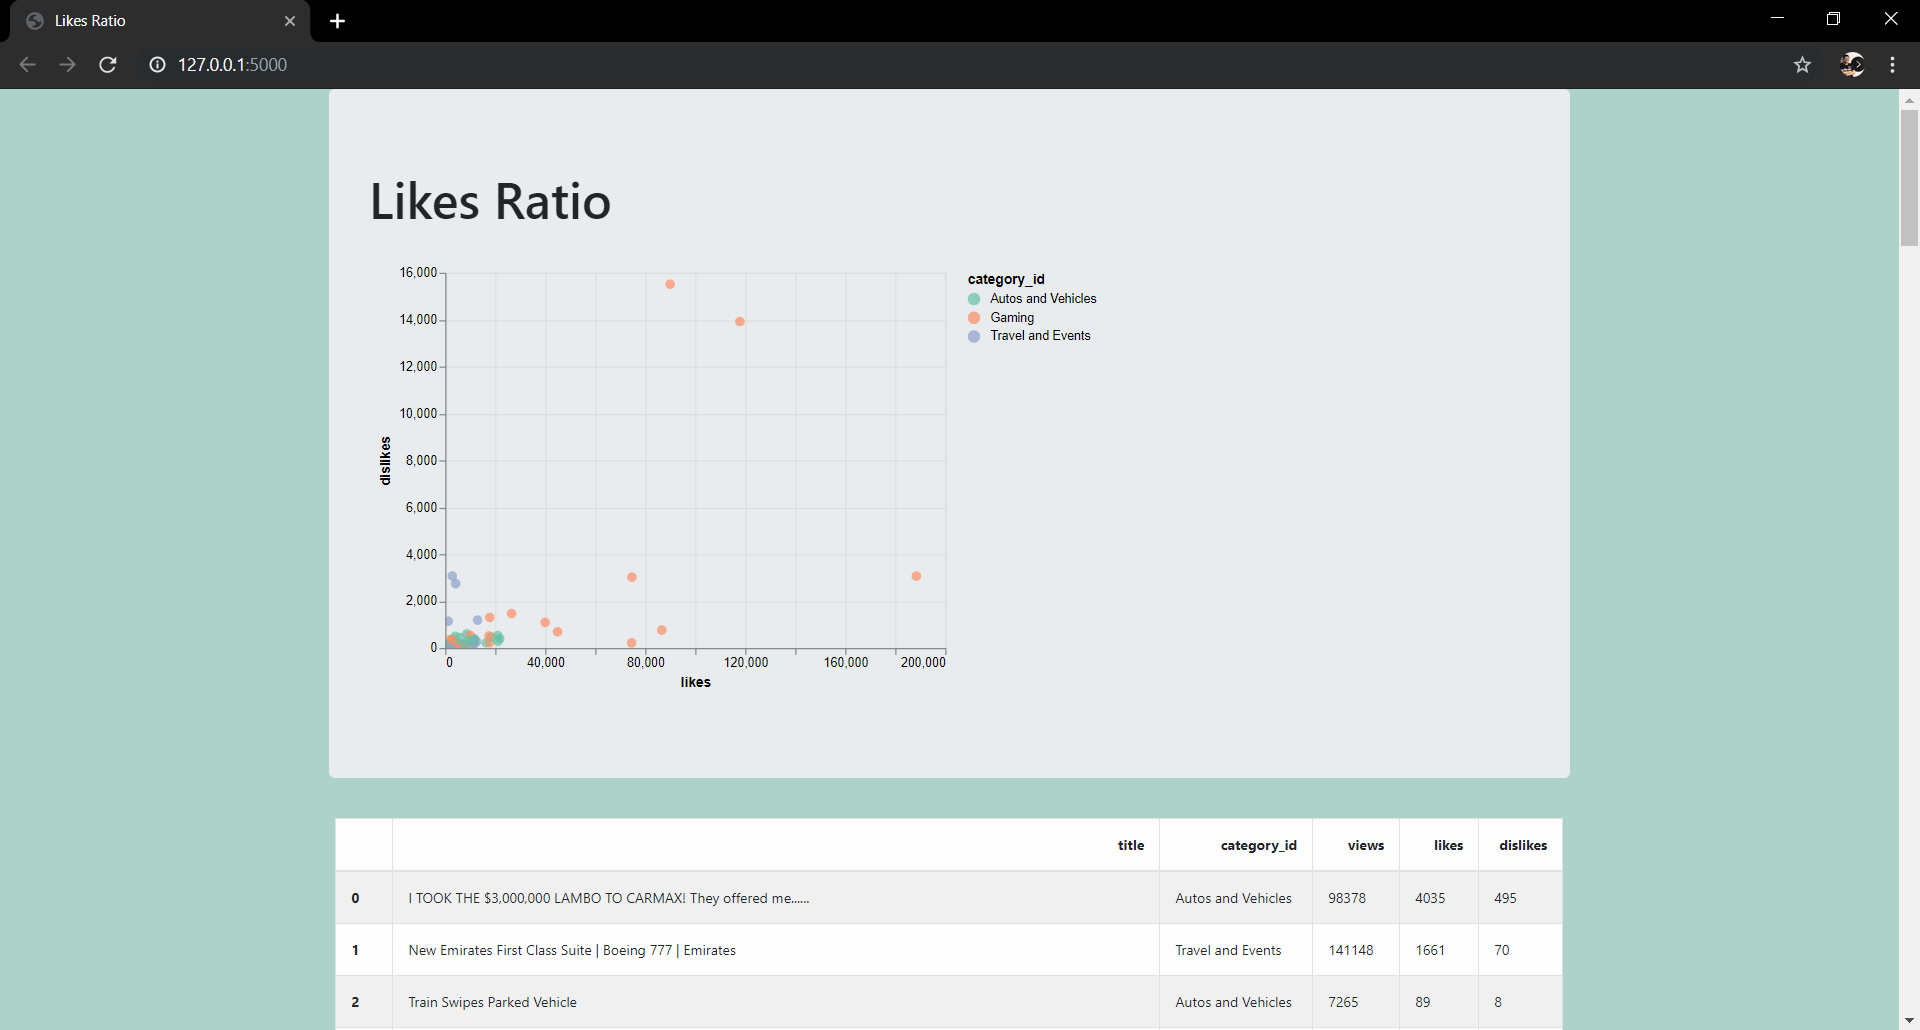 Likes Ratio
127.0.0.1:5000
Likes Ratio
16,000
14,000
12,000
10,000
8,000
6,000
4,000
2,000
0
dislikes
0 40,000 80,000 120,000 160,000 200,000
likes
category_id
Autos and Vehicles
Gaming
Travel and Events
title category_id views likes dislikes
0 I TOOK THE $3,000,000 LAMBO TO CARMAX! They offered me...... Autos and Vehicles 98378 4035 495
1 New Emirates First Class Suite | Boeing 777 | Emirates Travel and Events 141148 1661 70
2 Train Swipes Parked Vehicle Autos and Vehicles 7265 89 8